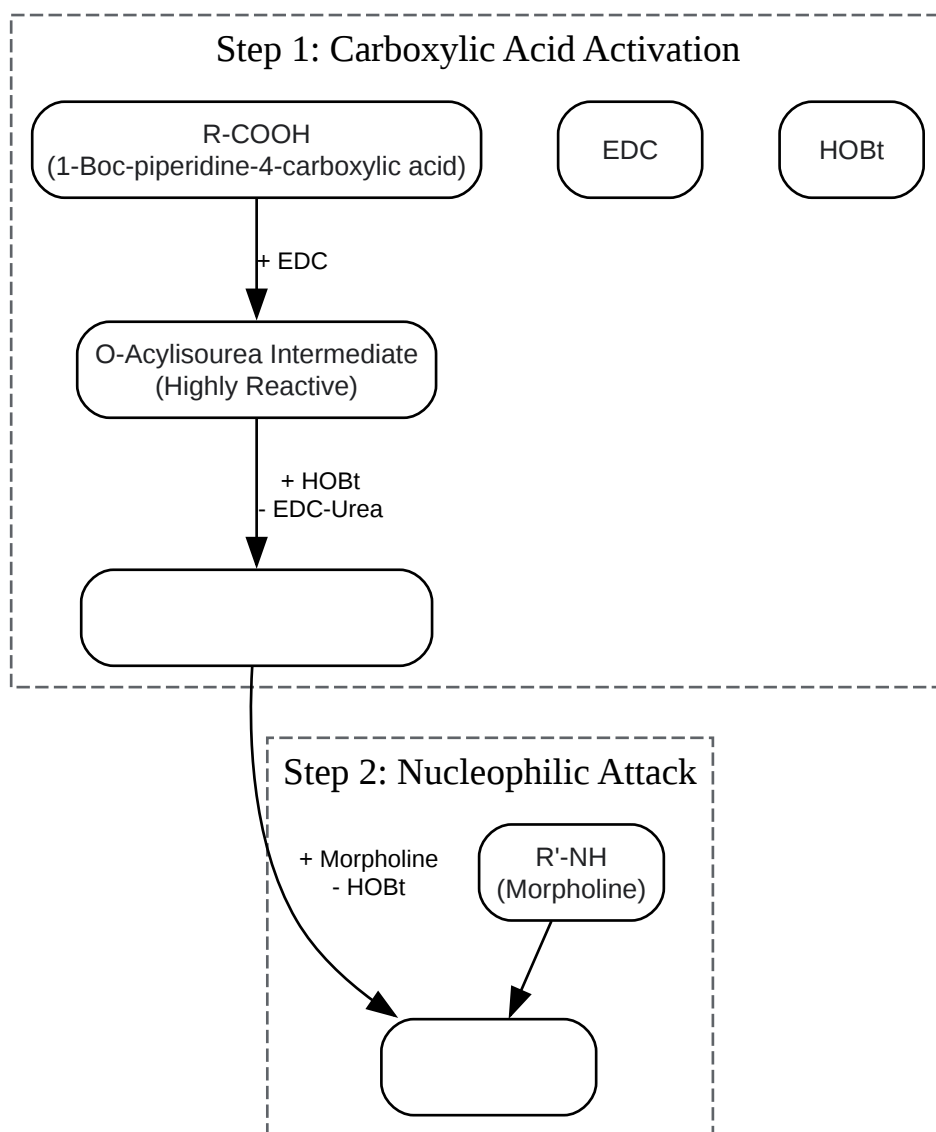 Step 1: Carboxylic Acid Activation
R-COOH
(1-Boc-piperidine-4-carboxylic acid)
EDC
HOBt
+ EDC
O-Acylisourea Intermediate
(Highly Reactive)
+ HOBt
- EDC-Urea
Step 2: Nucleophilic Attack
+ Morpholine
- HOBt
R'-NH
(Morpholine)